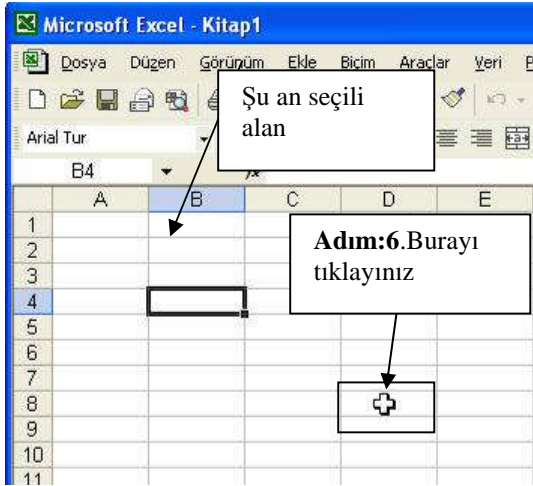 Microsoft Excel - Kitap1
Dosya Düzen Görünüm Ekle Biçim Araçlar Veri
Şu an seçili
alan
Arial Tur
B4
A B C D E
1
2
Adım:6.Burayı
tıklayınız
3
4
5
6
7
8
9
10
11